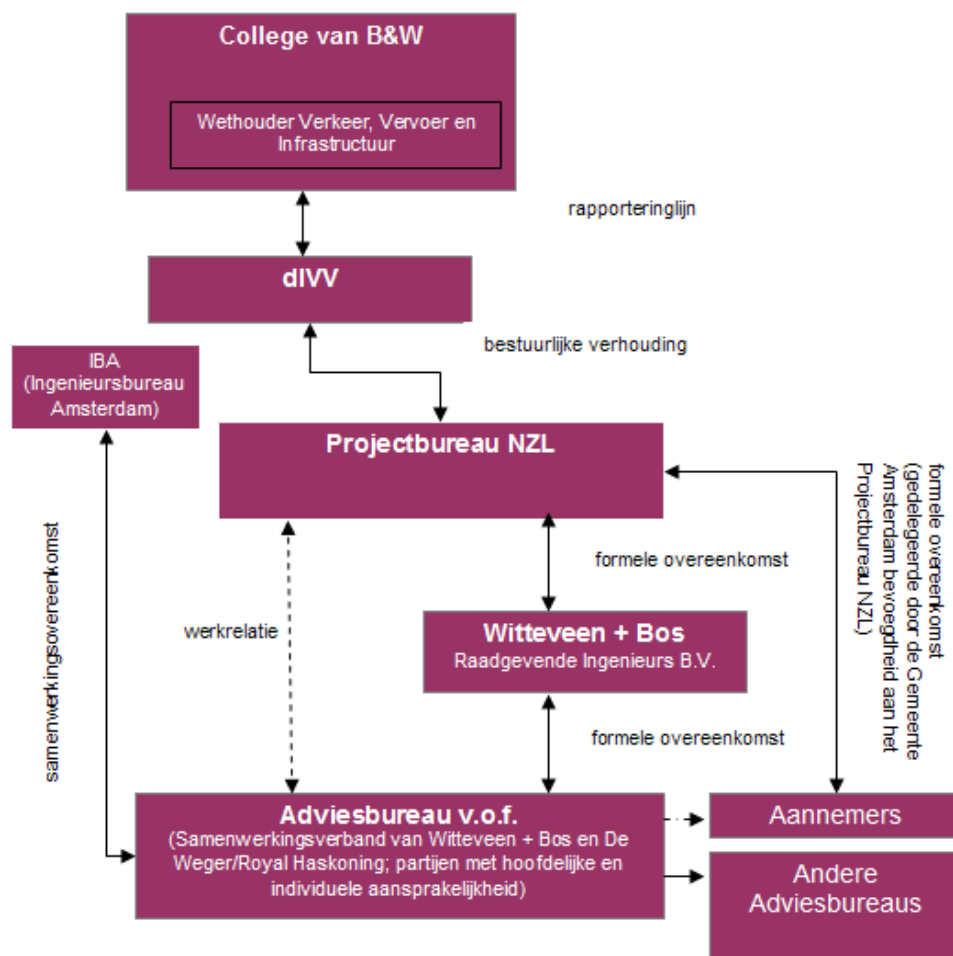 College van B&W
Wethouder Verkeer, Vervoer en
Infrastructuur
rapporteringlijn
dIVV
bestuurlijke verhouding
IBA
(Ingenieursbureau
Amsterdam)
Projectbureau NZL
formele overeenkomst
(gedelegeerde door de Gemeente
Amsterdam bevoegdheid aan het
Projectbureau NZL)
formele overeenkomst
samenwerkingsovereenkomst
werkrelatie
Witteveen + Bos
Raadgevende Ingenieurs B.V.
formele overeenkomst
Adviesbureau v.o.f.
(Samenwerkingsverband van Witteveen + Bos en De
Weger/Royal Haskoning; partijen met hoofdelijke en
individuele aansprakelijkheid)
Aannemers
Andere
Adviesbureaus